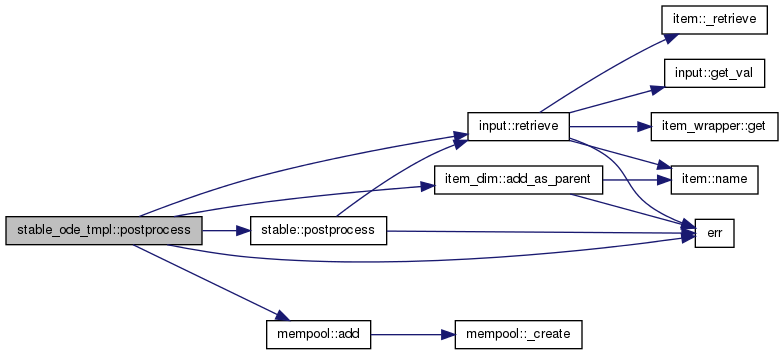 item::_retrieve
input::get_val
input::retrieve
item_wrapper::get
item_dim::add_as_parent
item::name
stable_ode_tmpl::postprocess
stable::postprocess
err
mempool::add
mempool::_create